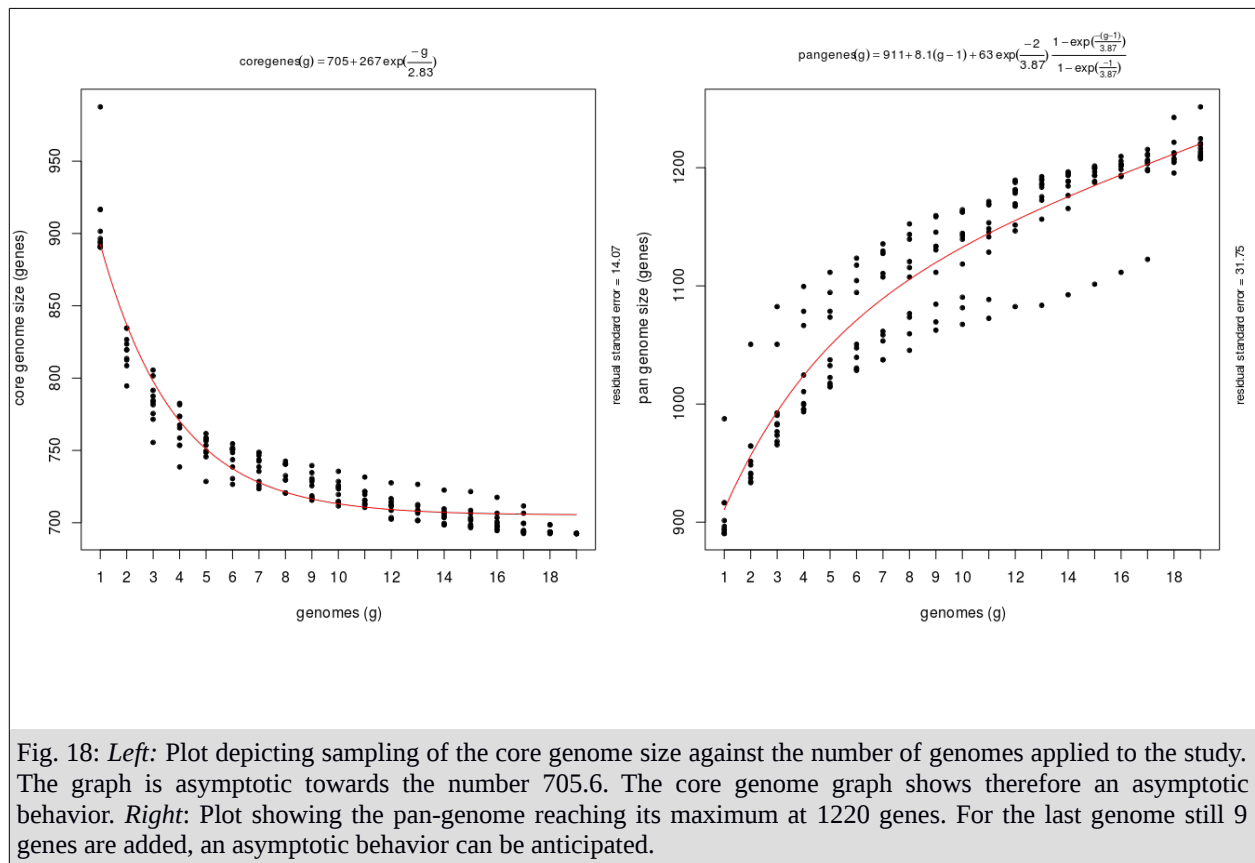 coregenes(g) = 705+267 exp(-g/2.83)
core genome size (genes)
950
900
850
800
750
700
1 2 3 4 5 6 7 8 9 10 12 14 16 18
genomes (g)
residual standard error = 14.07
pangenes(g) = 911+8.1(g−1)+63 exp(-2/3.87) 1−exp(-(g-1)/3.87)/1−exp(-1/3.87)
pan genome size (genes)
1200
1100
1000
900
1 2 3 4 5 6 7 8 9 10 12 14 16 18
genomes (g)
residual standard error = 31.75
Fig. 18: Left: Plot depicting sampling of the core genome size against the number of genomes applied to the study.
The graph is asymptotic towards the number 705.6. The core genome graph shows therefore an asymptotic
behavior. Right: Plot showing the pan-genome reaching its maximum at 1220 genes. For the last genome still 9
genes are added, an asymptotic behavior can be anticipated.